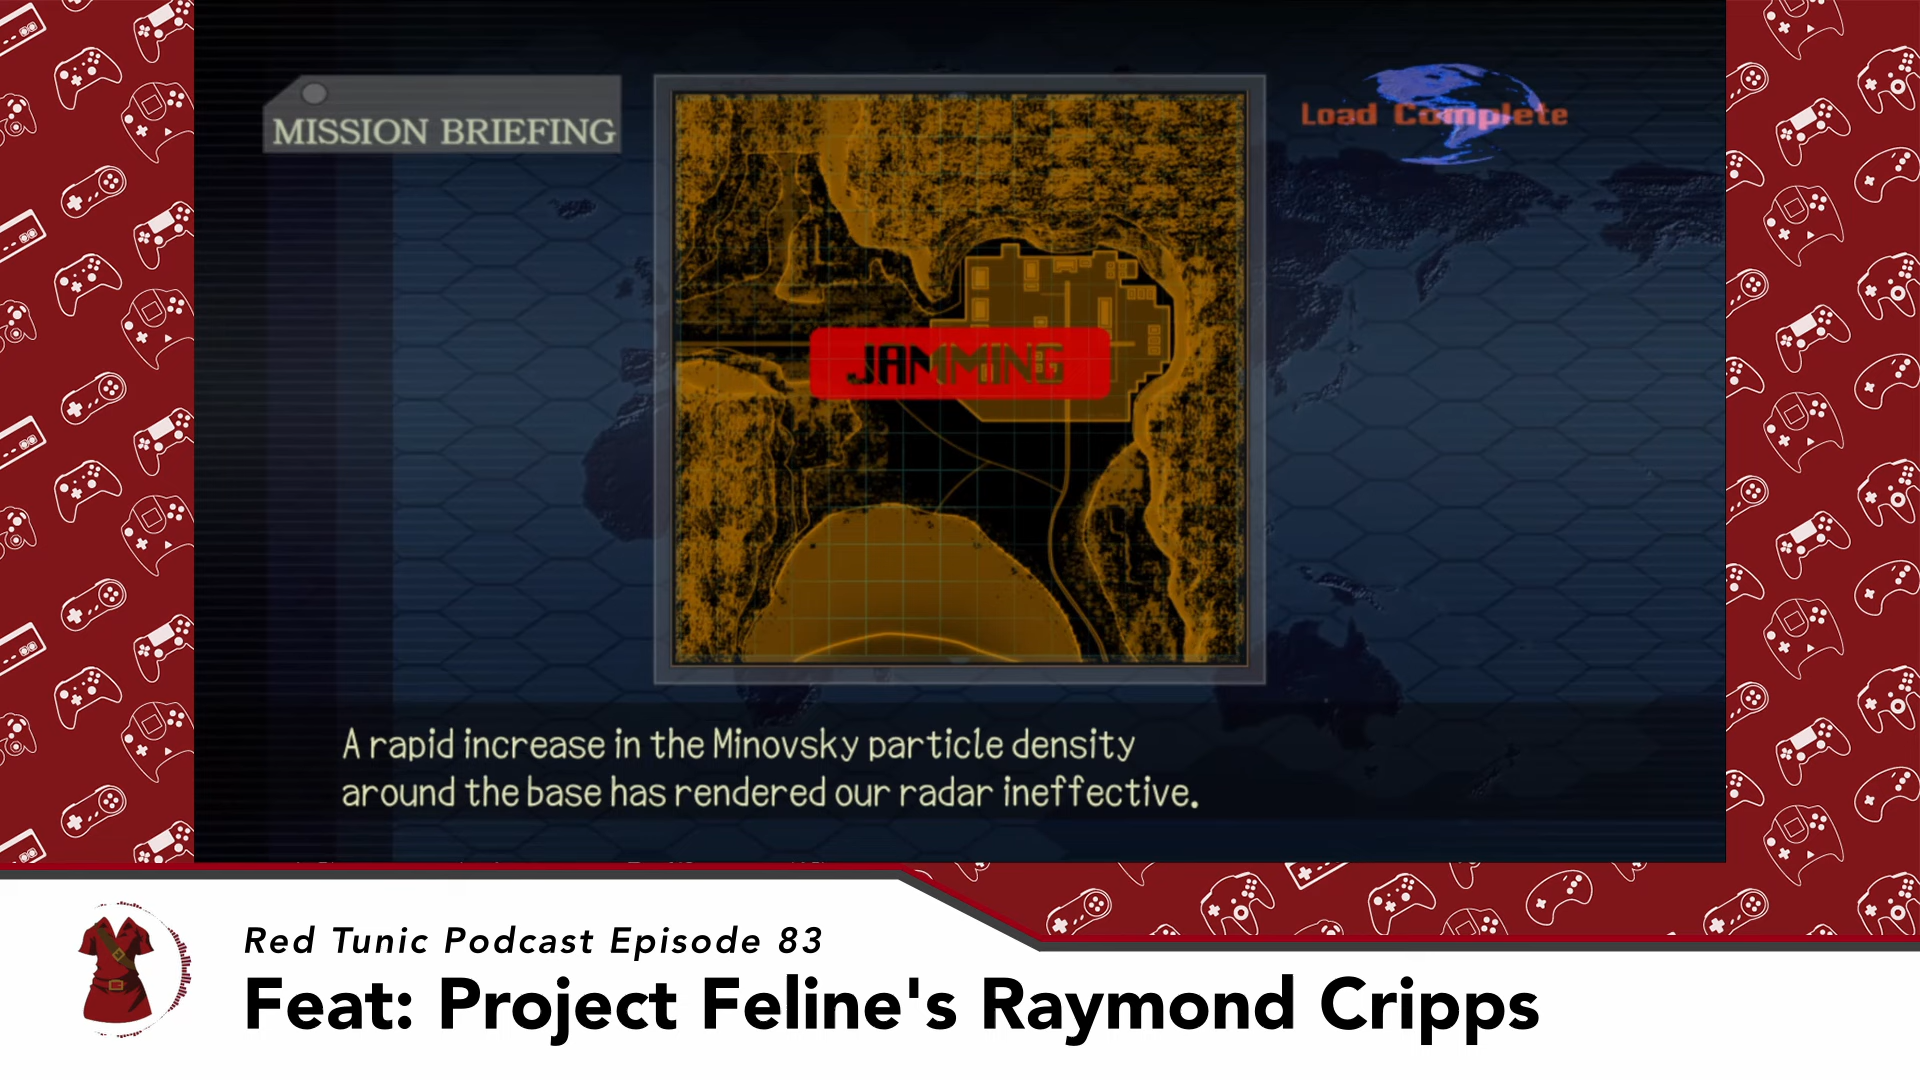 MISSION BRIEFING
Load Complete
JAMMING
A rapid increase in the Minovsky particle density
around the base has rendered our radar ineffective.
Red Tunic Podcast Episode 83
Feat: Project Feline's Raymond Cripps